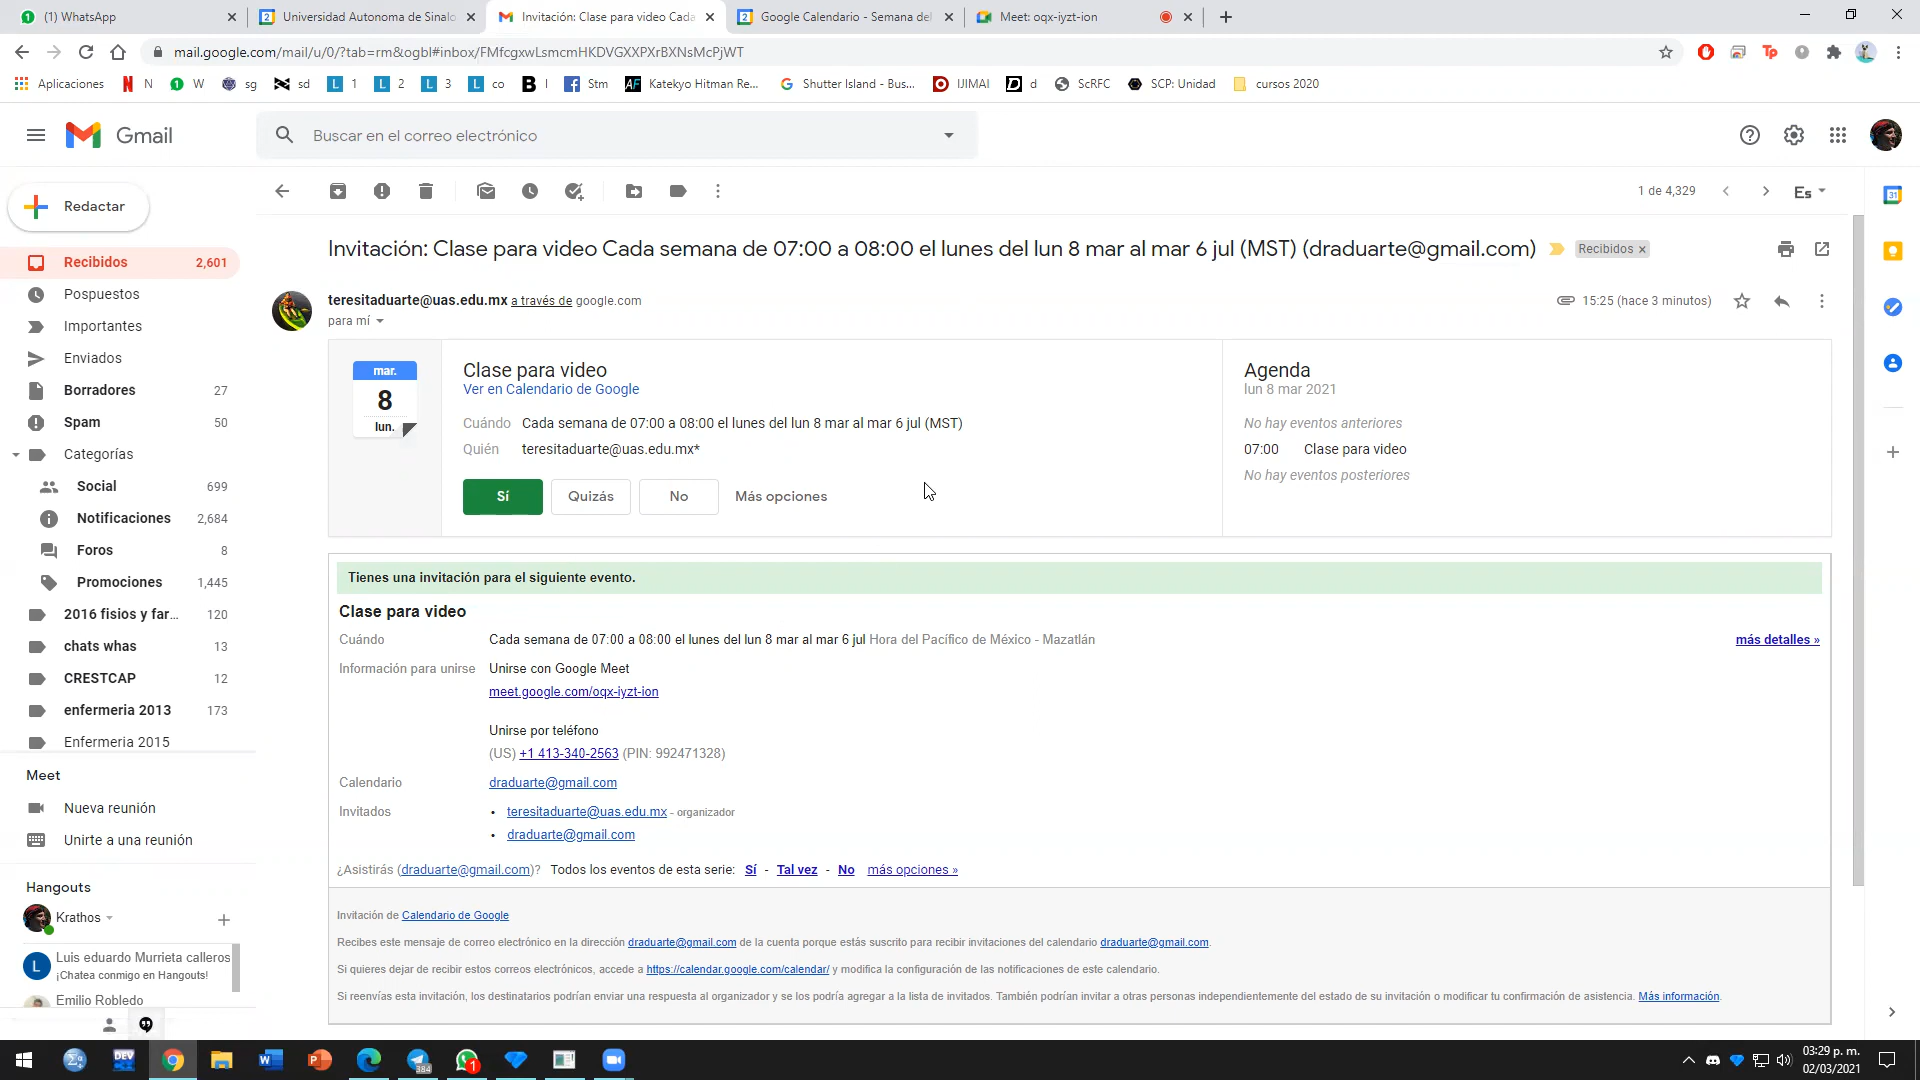 (1) WhatsApp
Universidad Autonoma de Sinalo
Invitación: Clase para video Cada
Google Calendario - Semana del
Meet: oqx-iyzt-ion
mail.google.com/mail/u/0/?tab=rm&ogbl#inbox/FMfcgxwLsmcmHKDVGXXPXrBXNsMcPjWT
Aplicaciones N W sg sd 1 2 3 co I Stm Katekyo Hitman Re... Shutter Island - Bus... IJIMAI d ScRFC SCP: Unidad cursos 2020
Gmail
Buscar en el correo electrónico
Redactar
1 de 4,329
Es
Recibidos 2,601
Pospuestos
Importantes
Enviados
Borradores 27
Spam 50
Categorías
Social 699
Notificaciones 2,684
Foros 8
Promociones 1,445
2016 fisios y far... 120
chats whas 13
CRESTCAP 12
enfermeria 2013 173
Enfermeria 2015
Meet
Nueva reunión
Unirte a una reunión
Hangouts
Krathos
Luis eduardo Murrieta calleros
¡Chatea conmigo en Hangouts!
Emilio Robledo
Invitación: Clase para video Cada semana de 07:00 a 08:00 el lunes del lun 8 mar al mar 6 jul (MST) (draduarte@gmail.com)
Recibidos
teresitaduarte@uas.edu.mx a través de google.com
15:25 (hace 3 minutos)
para mí
mar.
8
lun.
Clase para video
Ver en Calendario de Google
Cuándo Cada semana de 07:00 a 08:00 el lunes del lun 8 mar al mar 6 jul (MST)
Quién teresitaduarte@uas.edu.mx*
Sí Quizás No Más opciones
Agenda
lun 8 mar 2021
No hay eventos anteriores
07:00 Clase para video
No hay eventos posteriores
Tienes una invitación para el siguiente evento.
Clase para video
Cuándo Cada semana de 07:00 a 08:00 el lunes del lun 8 mar al mar 6 jul Hora del Pacífico de México - Mazatlán
más detalles »
Información para unirse Unirse con Google Meet
meet.google.com/oqx-iyzt-ion
Unirse por teléfono
(US) +1 413-340-2563 (PIN: 992471328)
Calendario draduarte@gmail.com
Invitados • teresitaduarte@uas.edu.mx - organizador
• draduarte@gmail.com
¿Asistirás (draduarte@gmail.com)? Todos los eventos de esta serie: Sí - Tal vez - No más opciones »
Invitación de Calendario de Google
Recibes este mensaje de correo electrónico en la dirección draduarte@gmail.com de la cuenta porque estás suscrito para recibir invitaciones del calendario draduarte@gmail.com.
Si quieres dejar de recibir estos correos electrónicos, accede a https://calendar.google.com/calendar/ y modifica la configuración de las notificaciones de este calendario.
Si reenvías esta invitación, los destinatarios podrían enviar una respuesta al organizador y se los podría agregar a la lista de invitados. También podrían invitar a otras personas independientemente del estado de su invitación o modificar tu confirmación de asistencia. Más información.
03:29 p. m.
02/03/2021